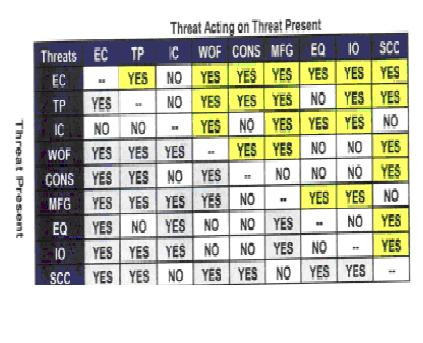 Threat Acting on Threat Present
Threats EC TP IC WOF CONS MFG EQ IO SCC
EC -- YES NO YES YES YES YES YES YES
TP YES -- NO YES YES YES NO YES YES
IC NO NO -- YES NO YES YES YES NO
WOF YES YES YES -- YES YES NO NO YES
CONS YES YES NO YES -- NO NO NO YES
MFG YES YES NO YES NO -- YES YES NO
EQ YES NO YES NO NO YES -- NO YES
IO YES YES YES NO NO YES NO -- YES
SCC YES YES NO YES YES NO YES YES --
Threat Present